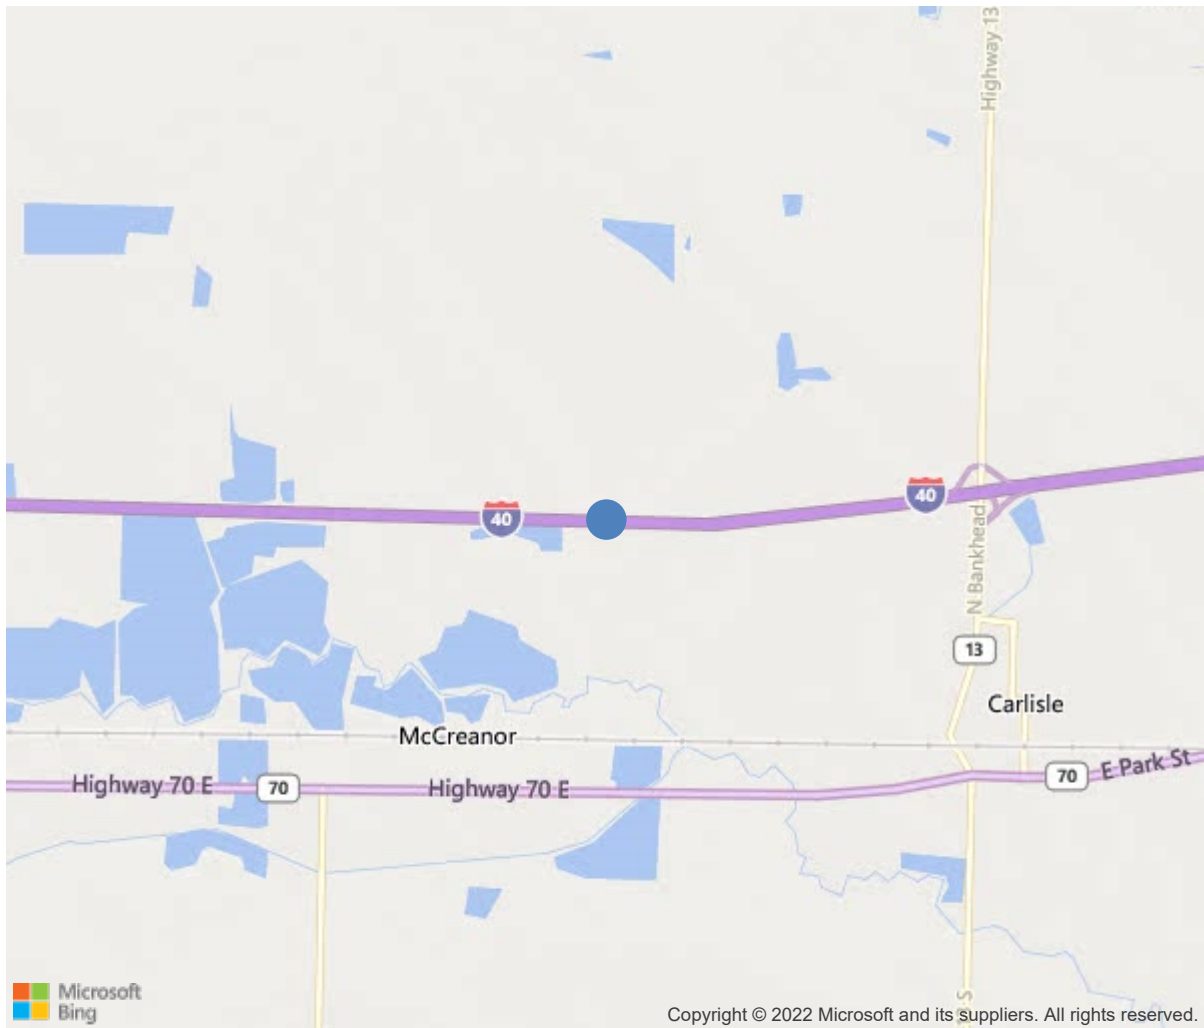 Highway 13
40
40
N Bankhead
13
Carlisle
McCreanor
Highway 70 E
70
Highway 70 E
70
E Park St
Microsoft
Bing
Copyright © 2022 Microsoft and its suppliers. All rights reserved.